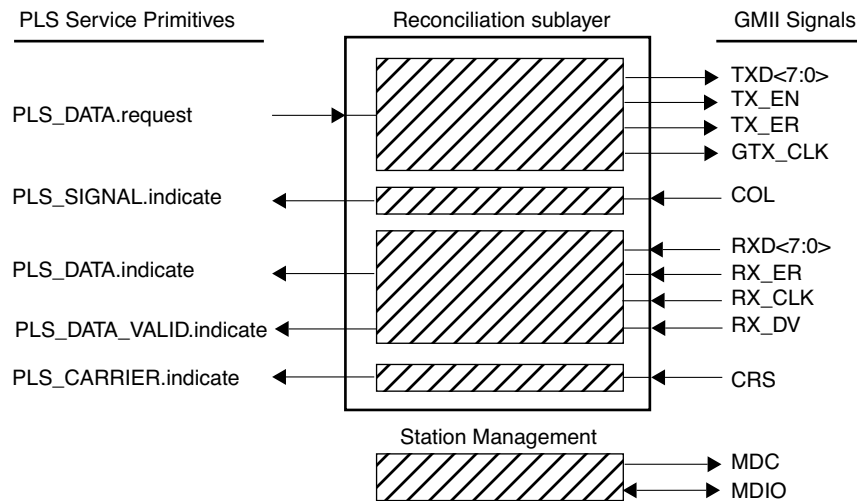 PLS Service Primitives
Reconciliation sublayer
GMII Signals
PLS_DATA.request
TXD<7:0>
TX_EN
TX_ER
GTX_CLK
PLS_SIGNAL.indicate
COL
PLS_DATA.indicate
RXD<7:0>
RX_ER
RX_CLK
RX_DV
PLS_DATA_VALID.indicate
PLS_CARRIER.indicate
CRS
Station Management
MDC
MDIO